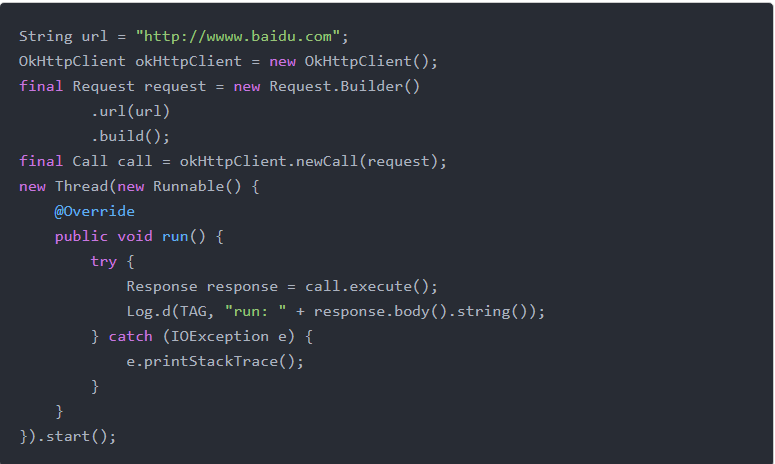 String url = "http://wwww.baidu.com";
OkHttpClient okHttpClient = new OkHttpClient();
final Request request = new Request.Builder()
        .url(url)
        .build();
final Call call = okHttpClient.newCall(request);
new Thread(new Runnable() {
    @Override
    public void run() {
        try {
            Response response = call.execute();
            Log.d(TAG, "run: " + response.body().string());
        } catch (IOException e) {
            e.printStackTrace();
        }
    }
}).start();